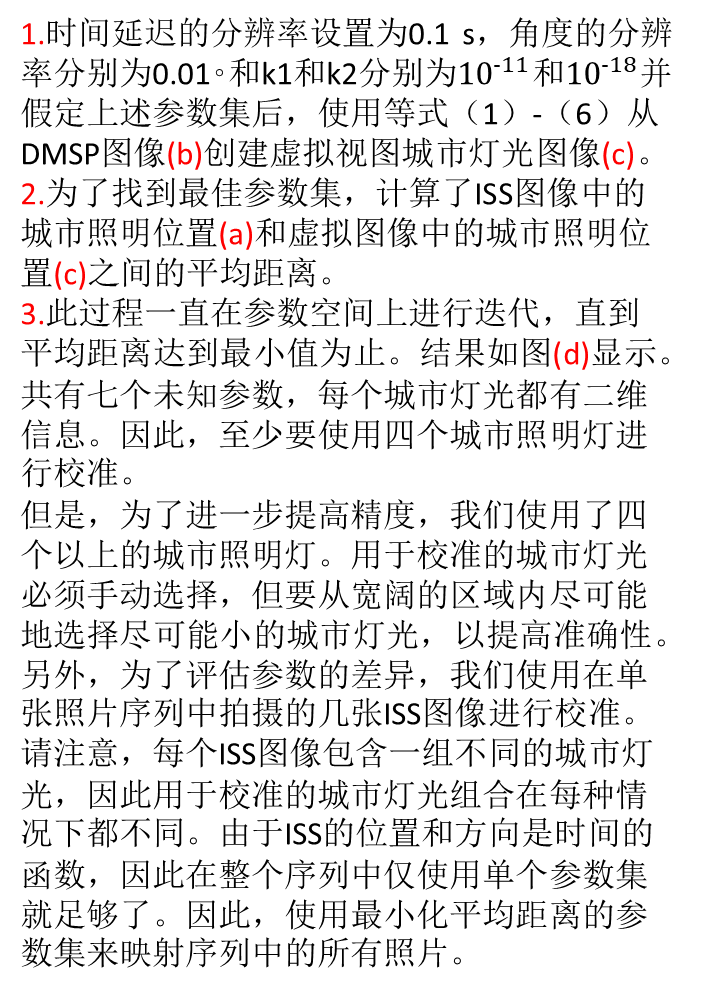 1.时间延迟的分辨率设置为0.1 s，角度的分辨
率分别为0.01◦和k1和k2分别为10⁻¹¹和10⁻¹⁸并
假定上述参数集后，使用等式（1）-（6）从
DMSP图像(b)创建虚拟视图城市灯光图像(c)。
2.为了找到最佳参数集，计算了ISS图像中的
城市照明位置(a)和虚拟图像中的城市照明位
置(c)之间的平均距离。
3.此过程一直在参数空间上进行迭代，直到
平均距离达到最小值为止。结果如图(d)显示。
共有七个未知参数，每个城市灯光都有二维
信息。因此，至少要使用四个城市照明灯进
行校准。
但是，为了进一步提高精度，我们使用了四
个以上的城市照明灯。用于校准的城市灯光
必须手动选择，但要从宽阔的区域内尽可能
地选择尽可能小的城市灯光，以提高准确性。
另外，为了评估参数的差异，我们使用在单
张照片序列中拍摄的几张ISS图像进行校准。
请注意，每个ISS图像包含一组不同的城市灯
光，因此用于校准的城市灯光组合在每种情
况下都不同。由于ISS的位置和方向是时间的
函数，因此在整个序列中仅使用单个参数集
就足够了。因此，使用最小化平均距离的参
数集来映射序列中的所有照片。